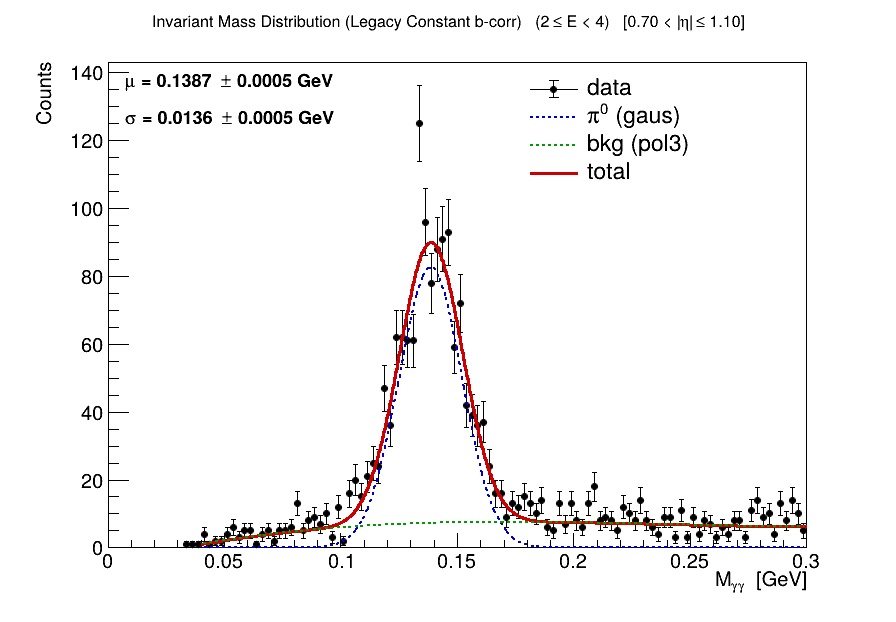 Invariant Mass Distribution (Legacy Constant b-corr) (2 ≤ E < 4) [0.70 < |η| ≤ 1.10]
Counts
μ = 0.1387 ± 0.0005 GeV
σ = 0.0136 ± 0.0005 GeV
data
π⁰ (gaus)
bkg (pol3)
total
140
120
100
80
60
40
20
0
0 0.05 0.1 0.15 0.2 0.25 0.3
Mγγ [GeV]